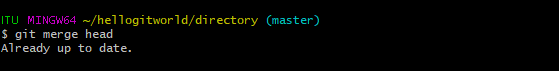 ITU MINGW64 ~/hellogitworld/directory (master)
$ git merge head
Already up to date.